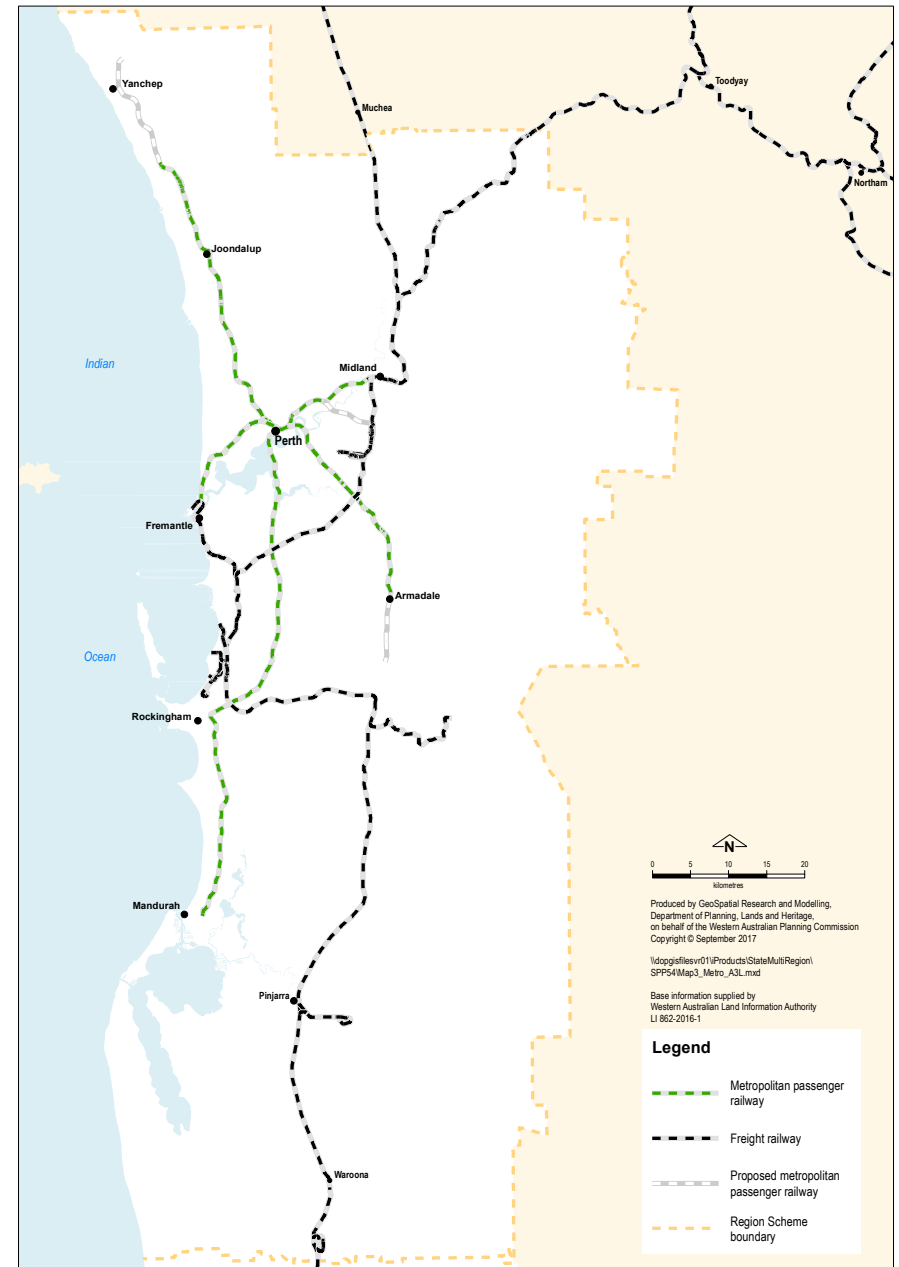 Yanchep
Toodyay
Muchea
Northam
Joondalup
Indian
Midland
Perth
Fremantle
Armadale
Ocean
Rockingham
Mandurah
Pinjarra
Waroona
N
0 5 10 15 20
kilometres
Produced by GeoSpatial Research and Modelling,
Department of Planning, Lands and Heritage,
on behalf of the Western Australian Planning Commission
Copyright © September 2017
\\dopgisfilesvr01\iProducts\StateMultiRegion\
SPP54\Map3_Metro_A3L.mxd
Base information supplied by
Western Australian Land Information Authority
LI 862-2016-1
Legend
Metropolitan passenger
railway
Freight railway
Proposed metropolitan
passenger railway
Region Scheme
boundary